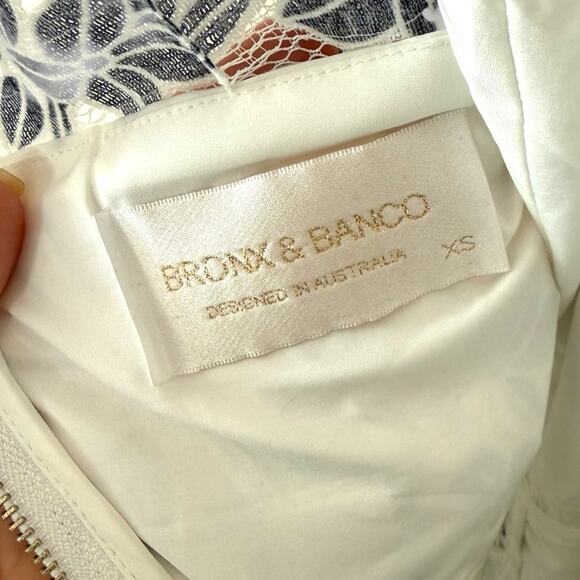 BRONX & BANCO
XS
DESIGNED IN AUSTRALIA